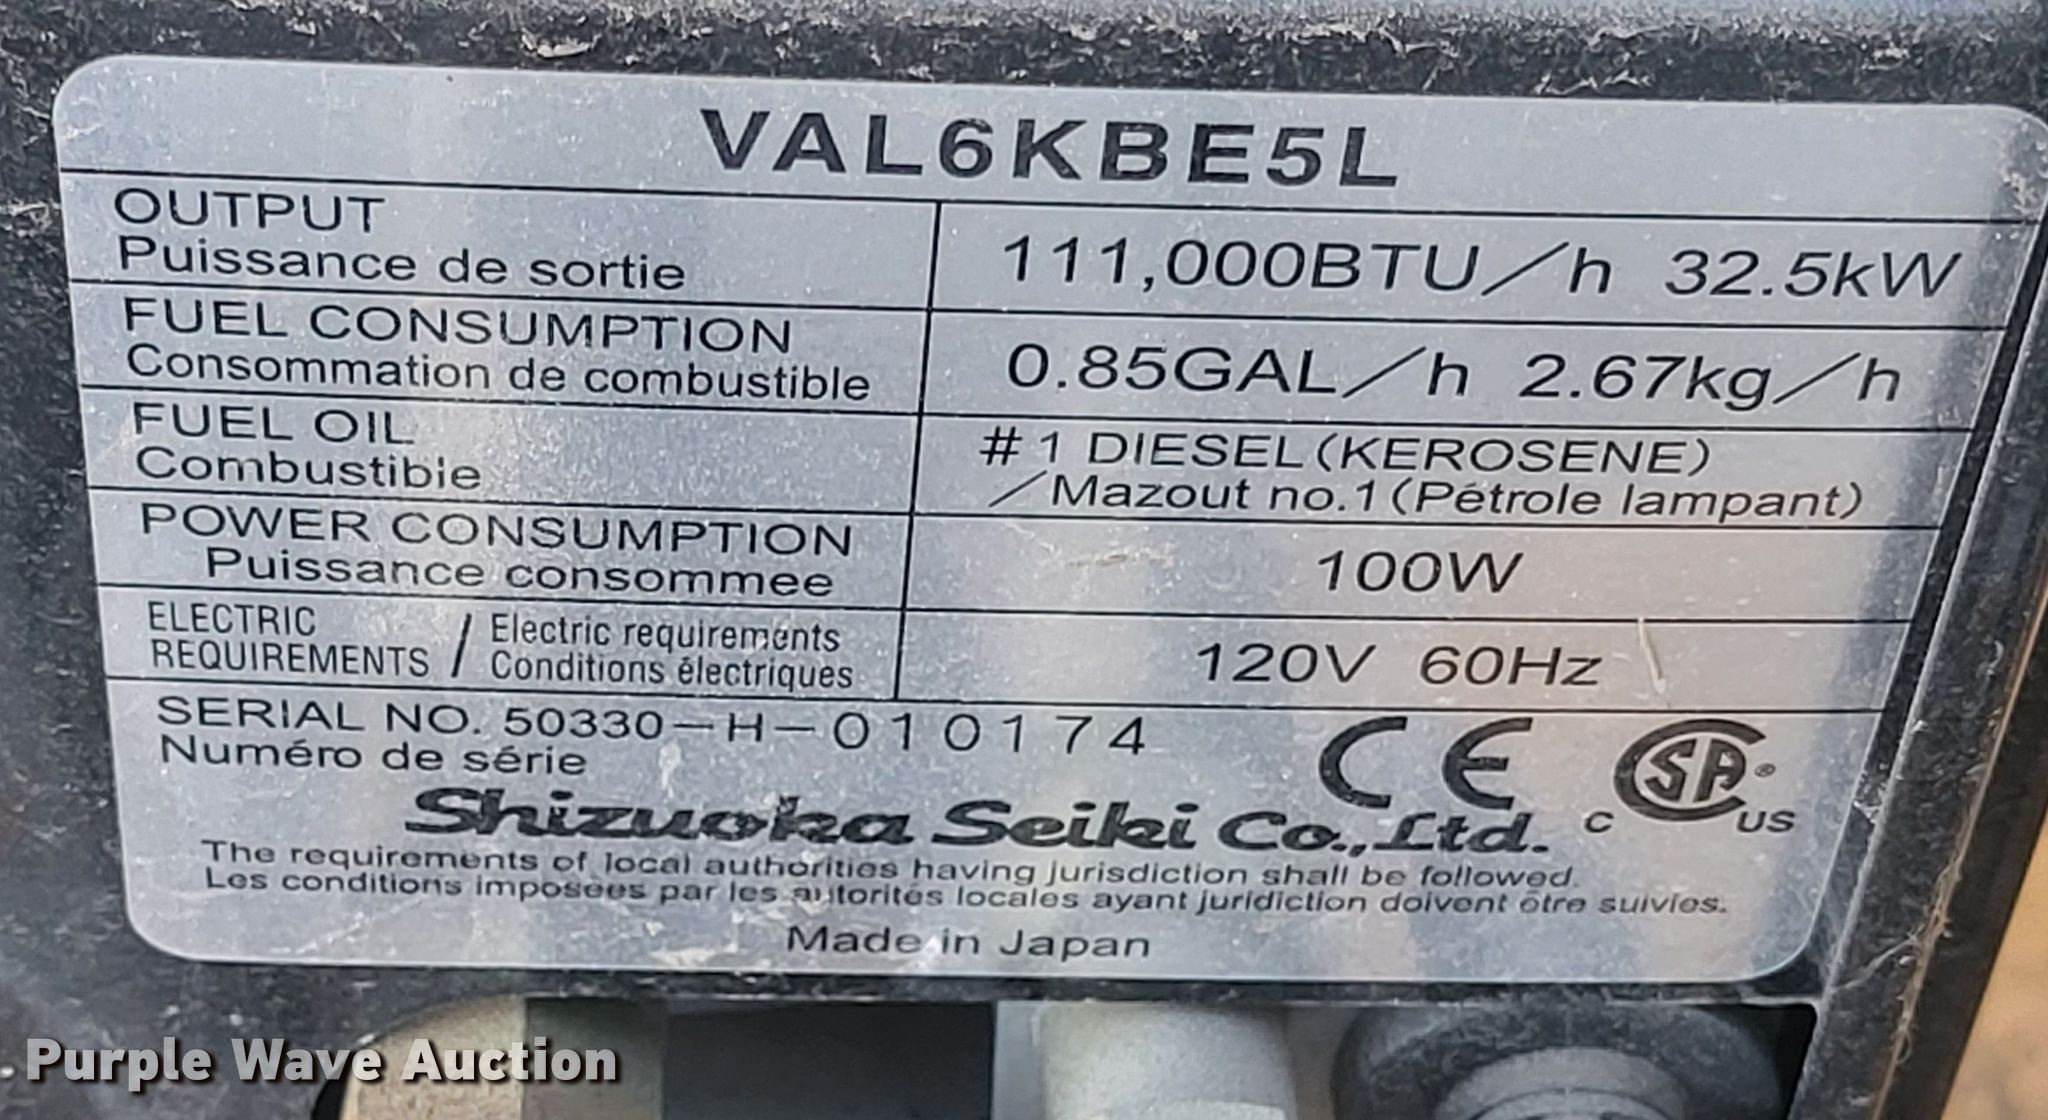 VAL6KBE5L
OUTPUT
Puissance de sortie
111,000BTU/h 32.5kW
FUEL CONSUMPTION
Consommation de combustible
0.85GAL/h 2.67kg/h
FUEL OIL
Combustibie
#1 DIESEL(KEROSENE)
/Mazout no.1(Pétrole lampant)
POWER CONSUMPTION
Puissance consommee
100W
ELECTRIC
REQUIREMENTS /
Electric requirements
Conditions électriques
120V 60Hz
SERIAL NO. 50330-H-010174
Numéro de série
CE
CSA®
C US
Shizuoka Seiki Co.,Ltd.
The requirements of local authorities having jurisdiction shall be followed.
Les conditions imposees par les autorités locales ayant juridiction doivent être suivies.
Made in Japan
Purple Wave Auction